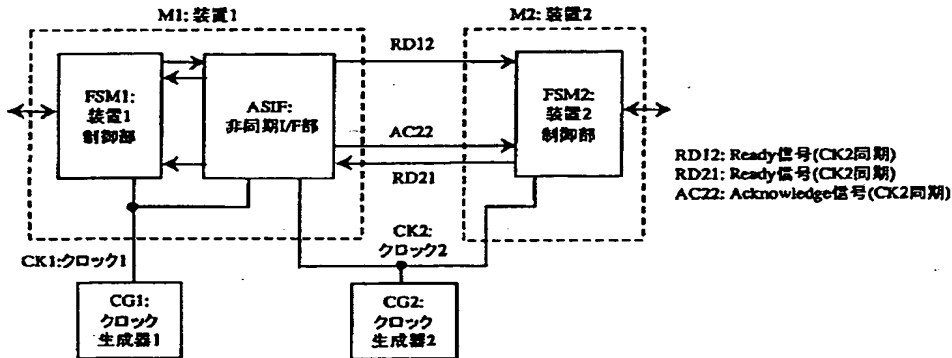 M1: 装置1
M2: 装置2
RD12
FSM1:
装置1
制御部
ASIF:
非同期I/F部
FSM2:
装置2
制御部
AC22
RD21
RD12: Ready信号(CK2同期)
RD21: Ready信号(CK2同期)
AC22: Acknowledge信号(CK2同期)
CK2:
クロック2
CK1:クロック1
CG1:
クロック
生成器1
CG2:
クロック
生成器2